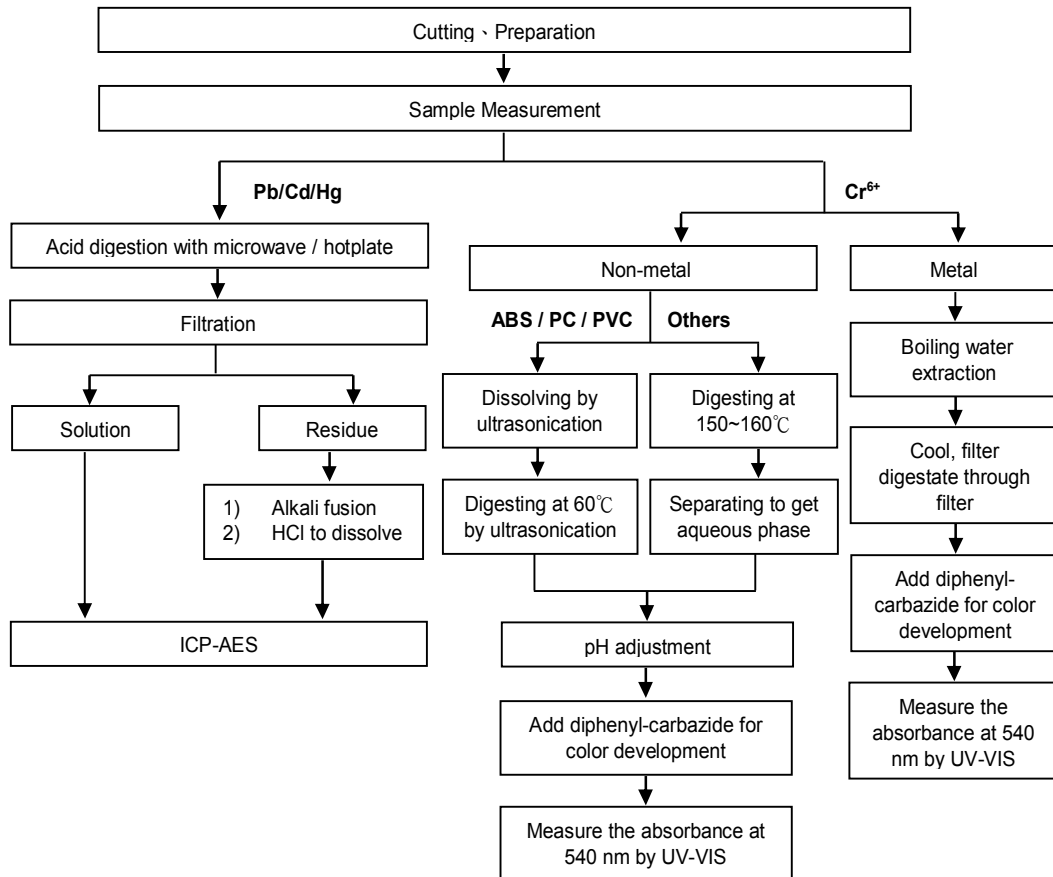 Cutting、Preparation
Sample Measurement
Pb/Cd/Hg
Cr⁶⁺
Acid digestion with microwave / hotplate
Filtration
Solution
Residue
1) Alkali fusion
2) HCl to dissolve
ICP-AES
Non-metal
ABS / PC / PVC
Others
Dissolving by
ultrasonication
Digesting at
150~160℃
Digesting at 60℃
by ultrasonication
Separating to get
aqueous phase
pH adjustment
Add diphenyl-carbazide for
color development
Measure the absorbance at
540 nm by UV-VIS
Metal
Boiling water
extraction
Cool, filter
digestate through
filter
Add diphenyl-
carbazide for color
development
Measure the
absorbance at 540
nm by UV-VIS